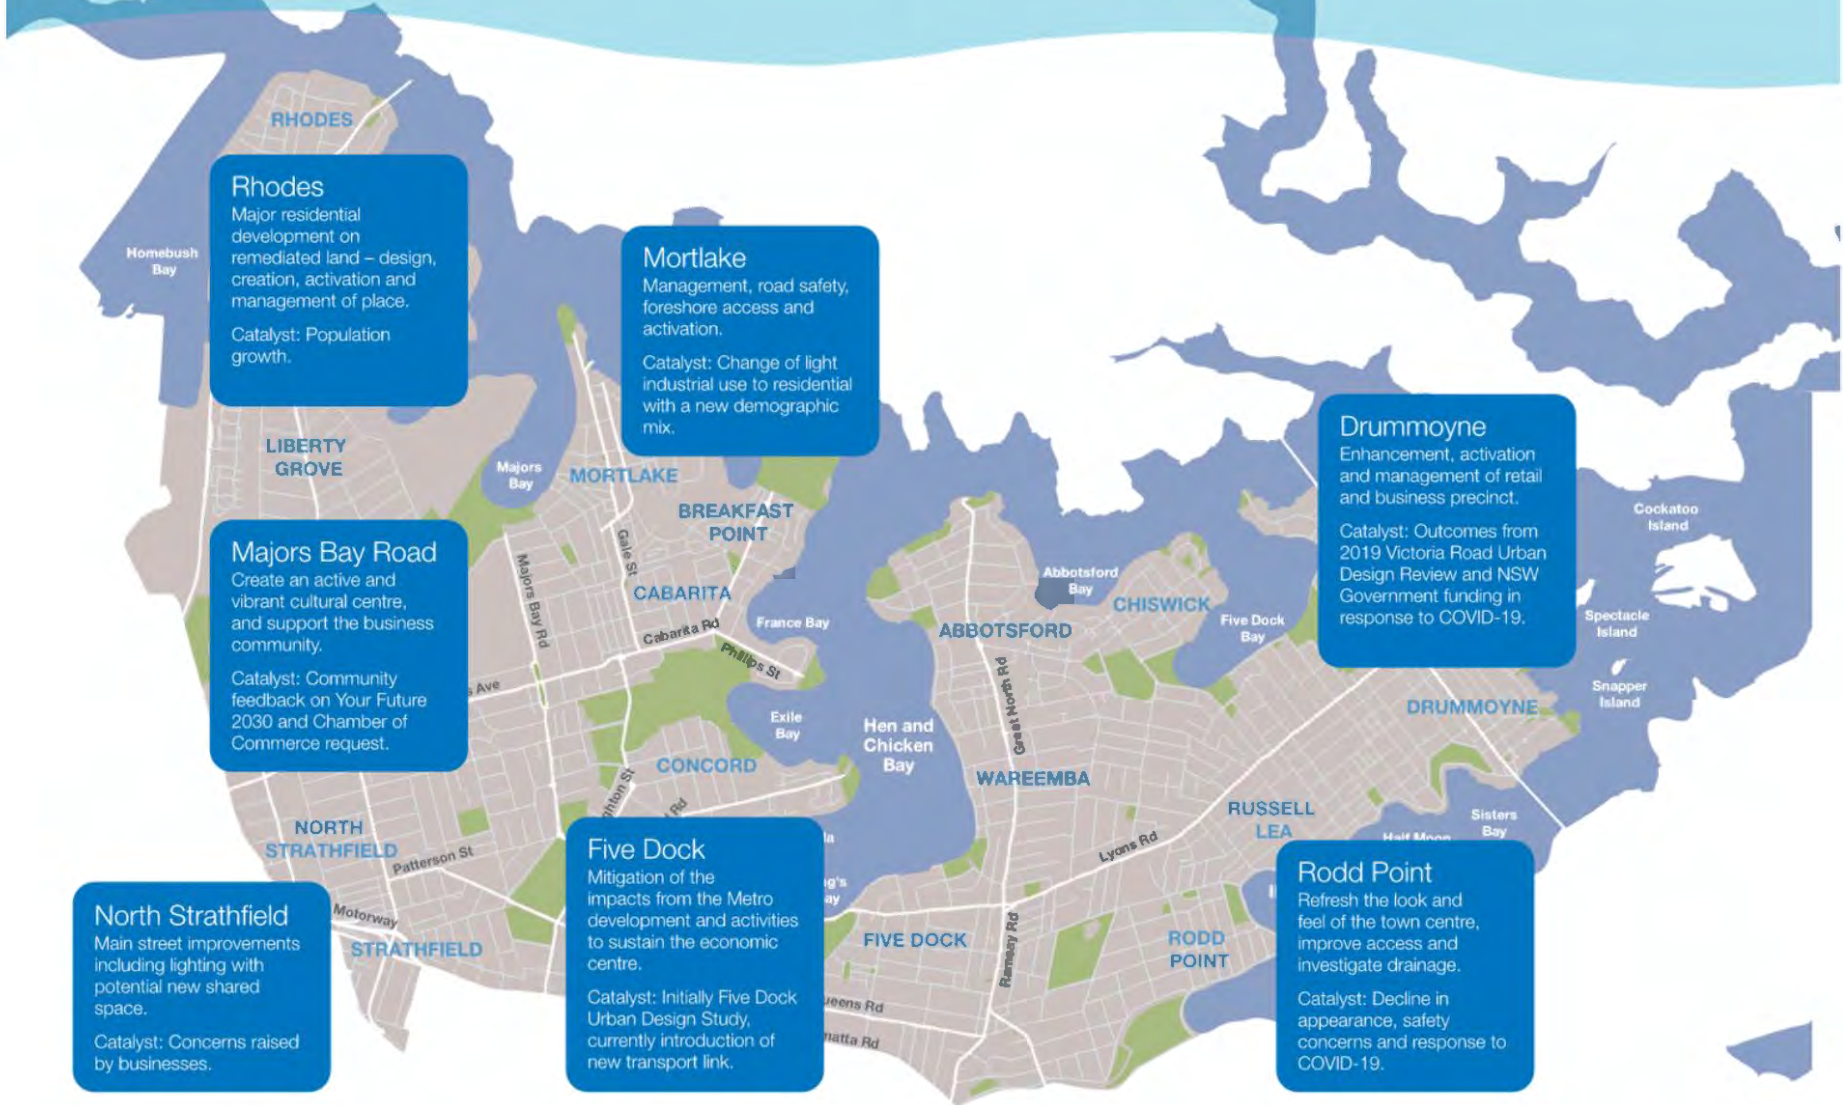 RHODES
Rhodes
Major residential
development on
remediated land – design,
creation, activation and
management of place.
Catalyst: Population
growth.
Homebush
Bay
Mortlake
Management, road safety,
foreshore access and
activation.
Catalyst: Change of light
industrial use to residential
with a new demographic
mix.
Drummoyne
Enhancement, activation
and management of retail
and business precinct.
Catalyst: Outcomes from
2019 Victoria Road Urban
Design Review and NSW
Government funding in
response to COVID-19.
LIBERTY
GROVE
Majors
Bay
MORTLAKE
BREAKFAST
POINT
Cockatoo
Island
Majors Bay Road
Create an active and
vibrant cultural centre,
and support the business
community.
Catalyst: Community
feedback on Your Future
2030 and Chamber of
Commerce request.
Majors Bay Rd
Gale St
CABARITA
Cabarita Rd
France Bay
Phillips St
Abbotsford
Bay
CHISWICK
ABBOTSFORD
Five Dock
Bay
Spectacle
Island
Snapper
Island
s Ave
Exile
Bay
Hen and
Chicken
Bay
Great North Rd
DRUMMOYNE
CONCORD
WAREEMBA
ghton St
Rd
RUSSELL
LEA
Sisters
Bay
Half Moon
NORTH
STRATHFIELD
Patterson St
Lyons Rd
Five Dock
Mitigation of the
impacts from the Metro
development and activities
to sustain the economic
centre.
Catalyst: Initially Five Dock
Urban Design Study,
currently introduction of
new transport link.
la
g's
ay
Rodd Point
Refresh the look and
feel of the town centre,
improve access and
investigate drainage.
Catalyst: Decline in
appearance, safety
concerns and response to
COVID-19.
North Strathfield
Main street improvements
including lighting with
potential new shared
space.
Catalyst: Concerns raised
by businesses.
Motorway
STRATHFIELD
FIVE DOCK
Ramsay Rd
RODD
POINT
ueens Rd
matta Rd